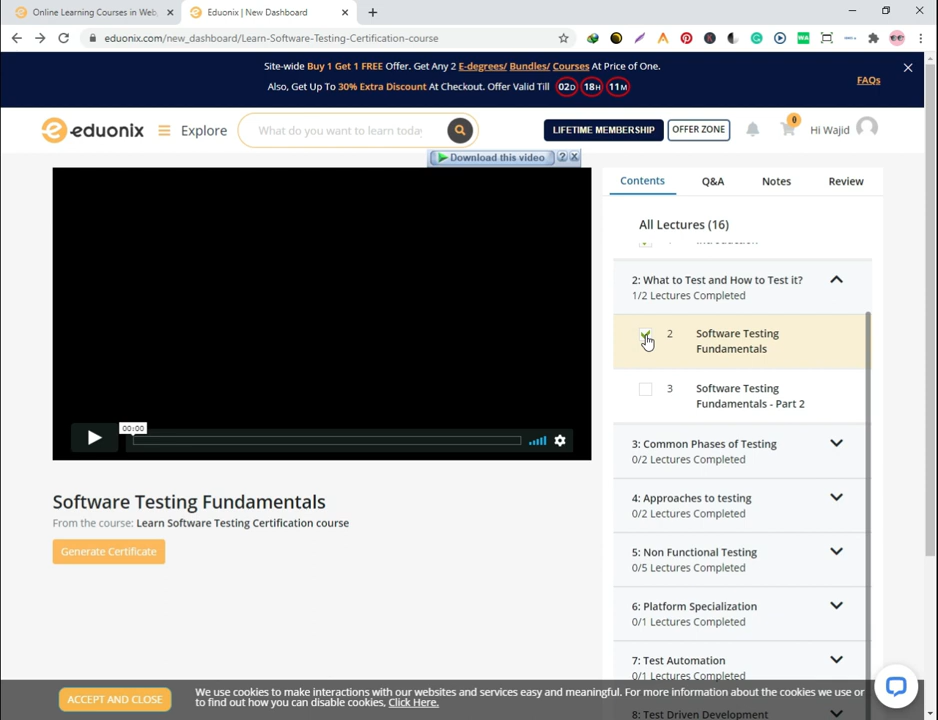 Online Learning Courses in Web,
Eduonix | New Dashboard
eduonix.com/new_dashboard/Learn-Software-Testing-Certification-course
Site-wide Buy 1 Get 1 FREE Offer. Get Any 2 E-degrees/ Bundles/ Courses At Price of One.
Also, Get Up To 30% Extra Discount At Checkout. Offer Valid Till 02D 18H 11M
FAQs
eduonix
Explore
What do you want to learn today
LIFETIME MEMBERSHIP
OFFER ZONE
0
Hi Wajid
Download this video
Contents
Q&A
Notes
Review
All Lectures (16)
2: What to Test and How to Test it?
1/2 Lectures Completed
2 Software Testing
Fundamentals
3 Software Testing
Fundamentals - Part 2
00:00
3: Common Phases of Testing
0/2 Lectures Completed
4: Approaches to testing
0/2 Lectures Completed
Software Testing Fundamentals
From the course: Learn Software Testing Certification course
Generate Certificate
5: Non Functional Testing
0/5 Lectures Completed
6: Platform Specialization
0/1 Lectures Completed
7: Test Automation
0/1 Lectures Completed
ACCEPT AND CLOSE
We use cookies to make interactions with our websites and services easy and meaningful. For more information about the cookies we use or
to find out how you can disable cookies, Click Here.
8: Test Driven Development